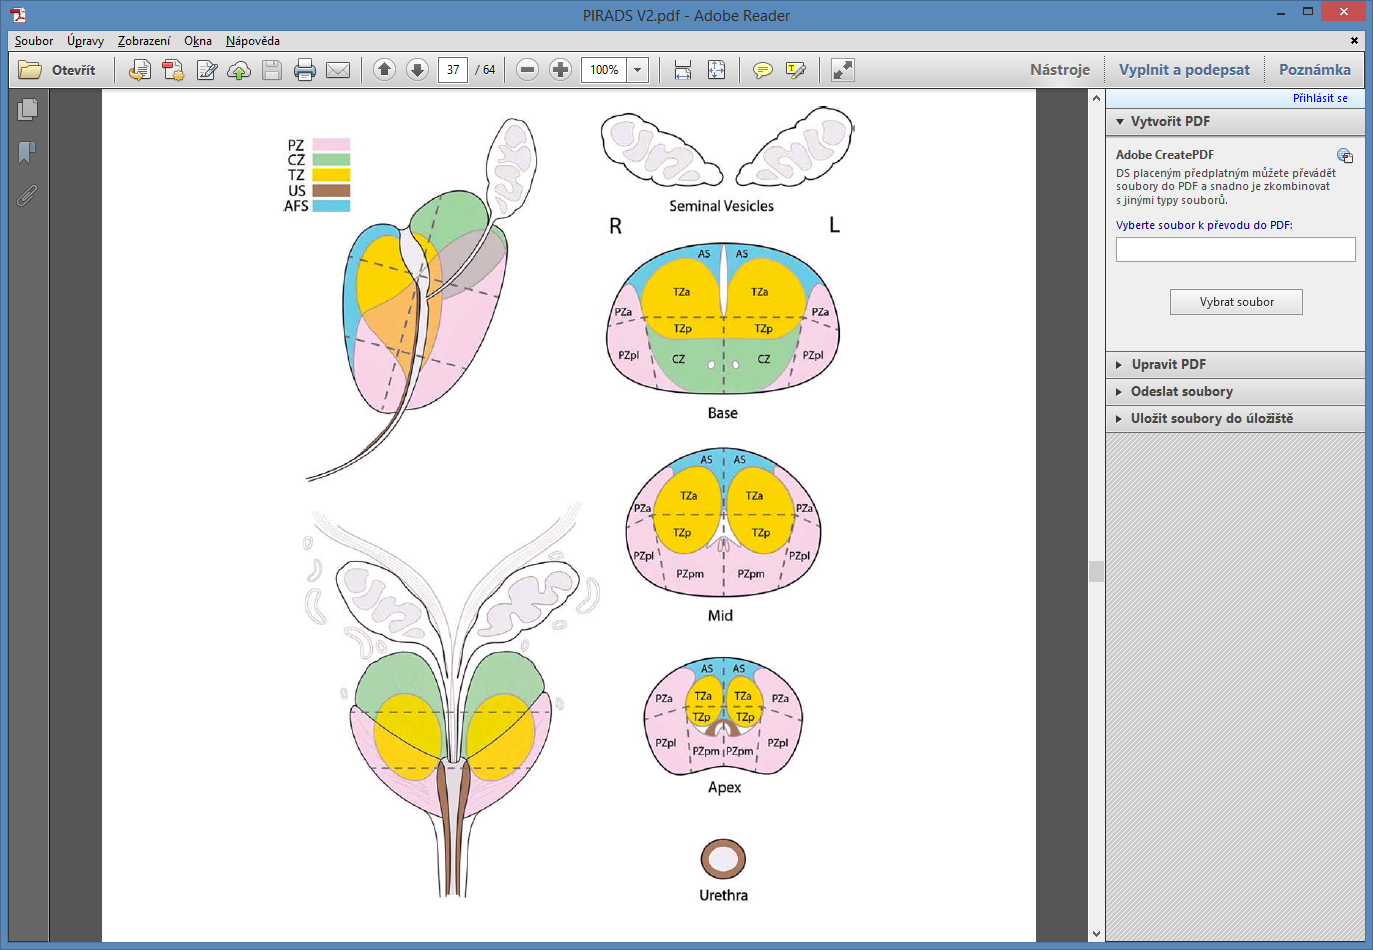 PIRADS V2.pdf - Adobe Reader
Soubor Úpravy Zobrazení Okna Nápověda
Otevřít
37 / 64
100%
Nástroje Vyplnit a podepsat Poznámka
Přihlásit se
Vytvořit PDF
Adobe CreatePDF
DS placeným předplatným můžete převádět
soubory do PDF a snadno je zkombinovat
s jinými typy souborů.
Vyberte soubor k převodu do PDF:
Vybrat soubor
Upravit PDF
Odeslat soubory
Uložit soubory do úložiště
PZ
CZ
TZ
US
AFS
Seminal Vesicles
R L
AS AS
TZa TZa
PZa PZa
TZp TZp
PZpl CZ CZ PZpl
Base
AS AS
TZa TZa
PZa PZa
TZp TZp
PZpl PZpl
PZpm PZpm
Mid
AS AS
PZa TZa TZa PZa
TZp TZp
PZpl PZpl
PZpm PZpm
Apex
Urethra